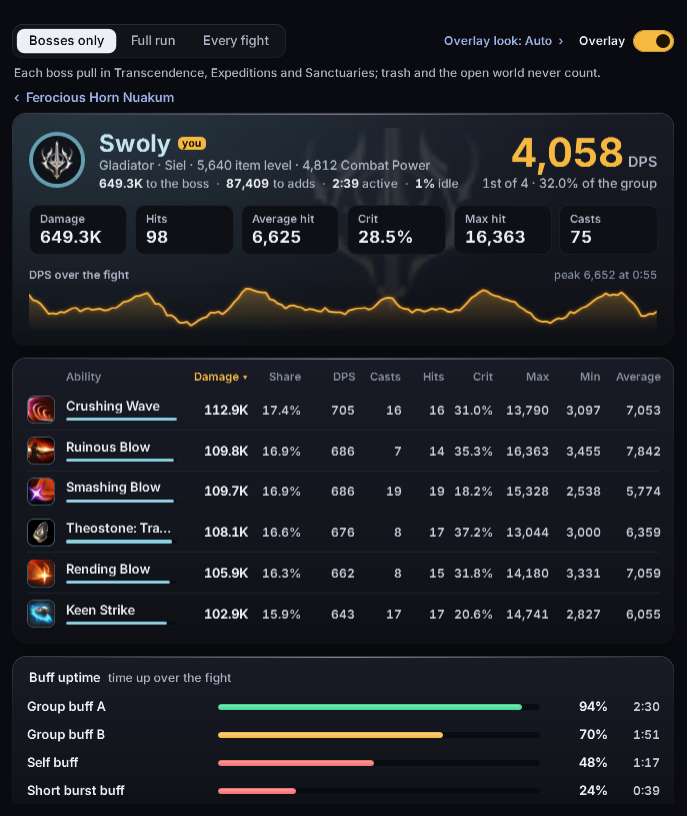 Bosses only Full run Every fight Overlay look: Auto › Overlay
Each boss pull in Transcendence, Expeditions and Sanctuaries; trash and the open world never count.
‹ Ferocious Horn Nuakum
Swoly you
4,058 DPS
Gladiator · Siel · 5,640 item level · 4,812 Combat Power
649.3K to the boss · 87,409 to adds · 2:39 active · 1% idle
1st of 4 · 32.0% of the group
Damage Hits Average hit Crit Max hit Casts
649.3K 98 6,625 28.5% 16,363 75
DPS over the fight peak 6,652 at 0:55
Ability Damage ▾ Share DPS Casts Hits Crit Max Min Average
Crushing Wave 112.9K 17.4% 705 16 16 31.0% 13,790 3,097 7,053
Ruinous Blow 109.8K 16.9% 686 7 14 35.3% 16,363 3,455 7,842
Smashing Blow 109.7K 16.9% 686 19 19 18.2% 15,328 2,538 5,774
Theostone: Tra... 108.1K 16.6% 676 8 17 37.2% 13,044 3,000 6,359
Rending Blow 105.9K 16.3% 662 8 15 31.8% 14,180 3,331 7,059
Keen Strike 102.9K 15.9% 643 17 17 20.6% 14,741 2,827 6,055
Buff uptime time up over the fight
Group buff A 94% 2:30
Group buff B 70% 1:51
Self buff 48% 1:17
Short burst buff 24% 0:39